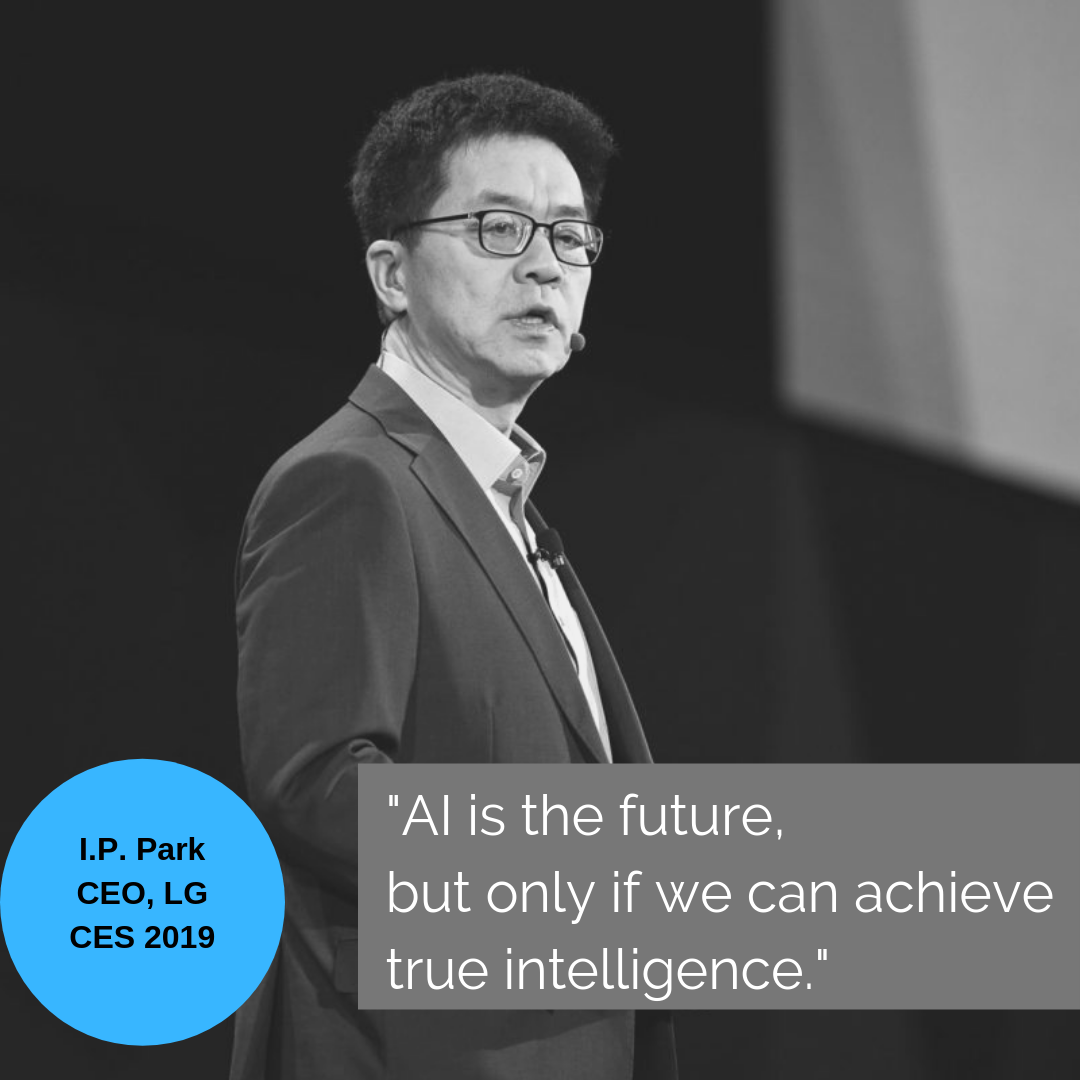 I.P. Park
CEO, LG
CES 2019
"AI is the future,
but only if we can achieve
true intelligence."